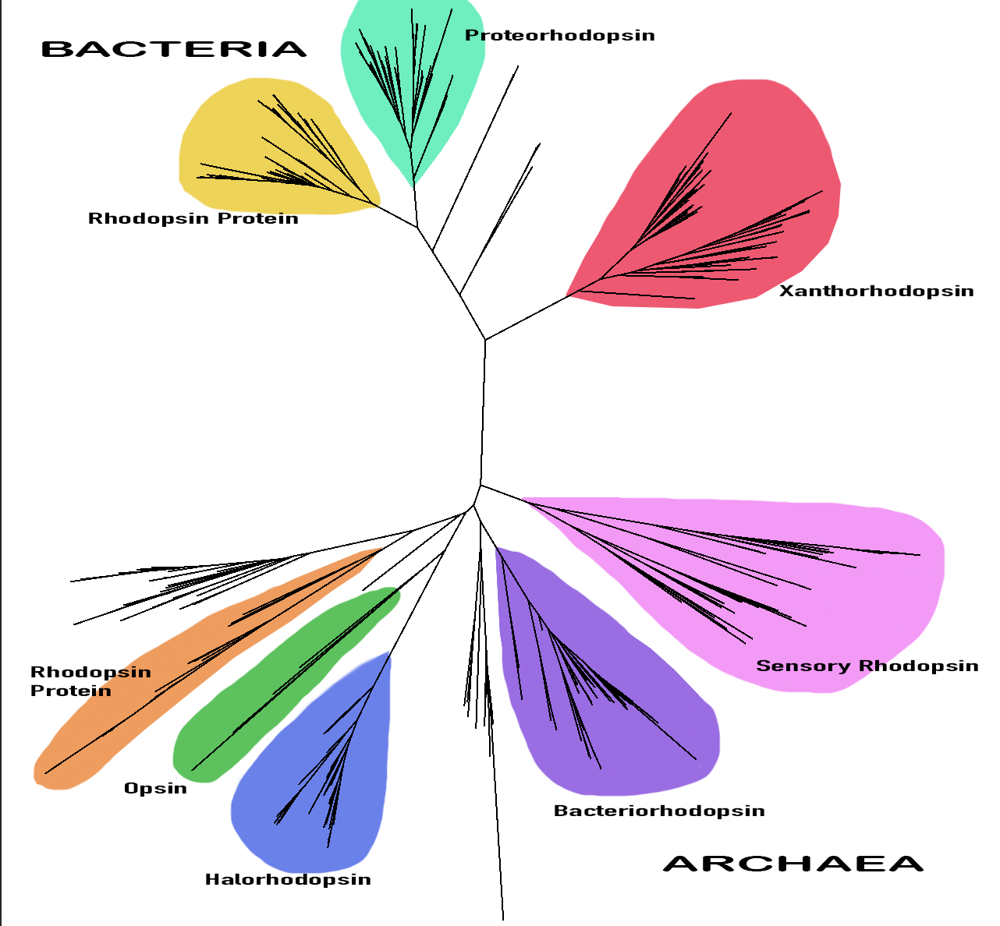 BACTERIA
Proteorhodopsin
Rhodopsin Protein
Xanthorhodopsin
Rhodopsin
Protein
Sensory Rhodopsin
Opsin
Bacteriorhodopsin
ARCHAEA
Halorhodopsin